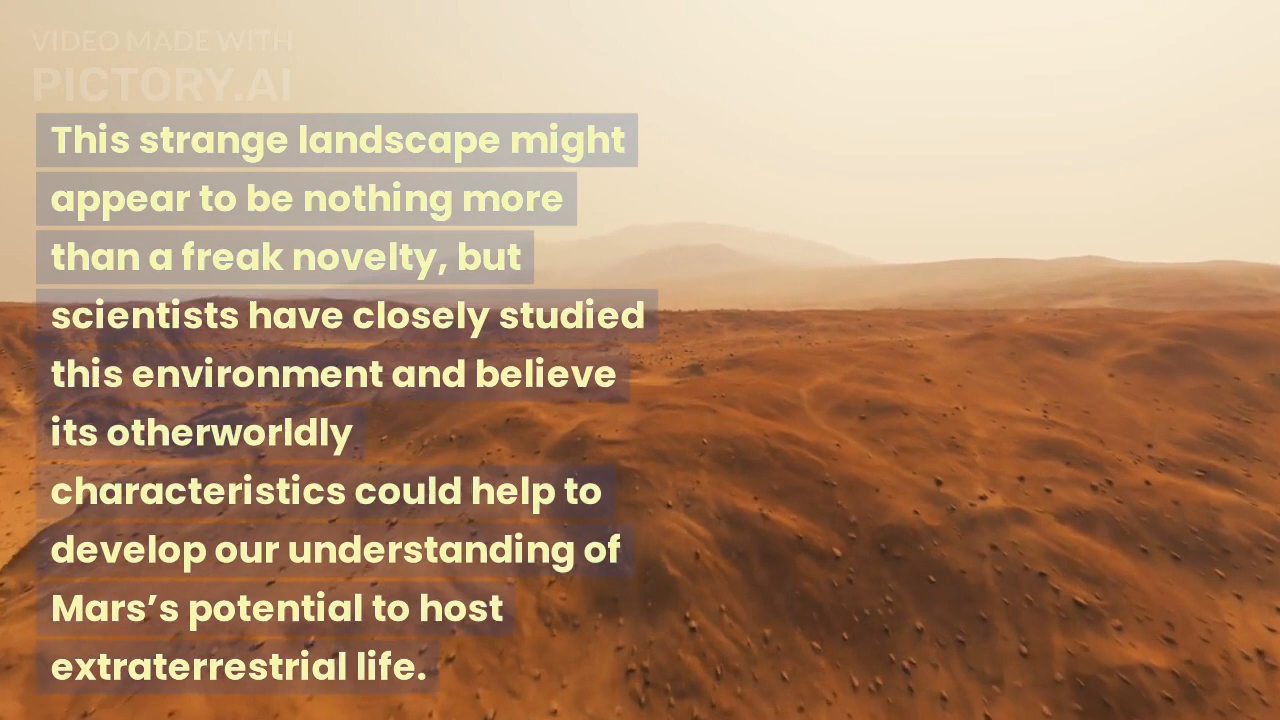 VIDEO MADE WITH
PICTORY.AI
This strange landscape might
appear to be nothing more
than a freak novelty, but
scientists have closely studied
this environment and believe
its otherworldly
characteristics could help to
develop our understanding of
Mars’s potential to host
extraterrestrial life.